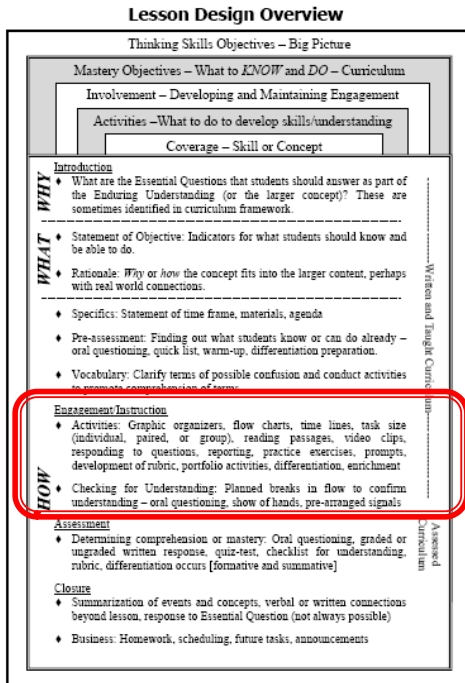 Lesson Design Overview
Thinking Skills Objectives – Big Picture
Mastery Objectives – What to KNOW and DO – Curriculum
Involvement – Developing and Maintaining Engagement
Activities –What to do to develop skills/understanding
Coverage – Skill or Concept
WHY
Introduction
♦ What are the Essential Questions that students should answer as part of
the Enduring Understanding (or the larger concept)? These are
sometimes identified in curriculum framework.
WHAT
♦ Statement of Objective: Indicators for what students should know and
be able to do.
♦ Rationale: Why or how the concept fits into the larger content, perhaps
with real world connections.
♦ Specifics: Statement of time frame, materials, agenda
♦ Pre-assessment: Finding out what students know or can do already –
oral questioning, quick list, warm-up, differentiation preparation.
♦ Vocabulary: Clarify terms of possible confusion and conduct activities
to promote comprehension of terms
HOW
Engagement/Instruction
♦ Activities: Graphic organizers, flow charts, time lines, task size
(individual, paired, or group), reading passages, video clips,
responding to questions, reporting, practice exercises, prompts,
development of rubric, portfolio activities, differentiation, enrichment
♦ Checking for Understanding: Planned breaks in flow to confirm
understanding – oral questioning, show of hands, pre-arranged signals
Assessment
♦ Determining comprehension or mastery: Oral questioning, graded or
ungraded written response, quiz-test, checklist for understanding,
rubric, differentiation occurs [formative and summative]
Closure
♦ Summarization of events and concepts, verbal or written connections
beyond lesson, response to Essential Question (not always possible)
♦ Business: Homework, scheduling, future tasks, announcements
Written and Taught Curriculum
Assessed
Curriculum